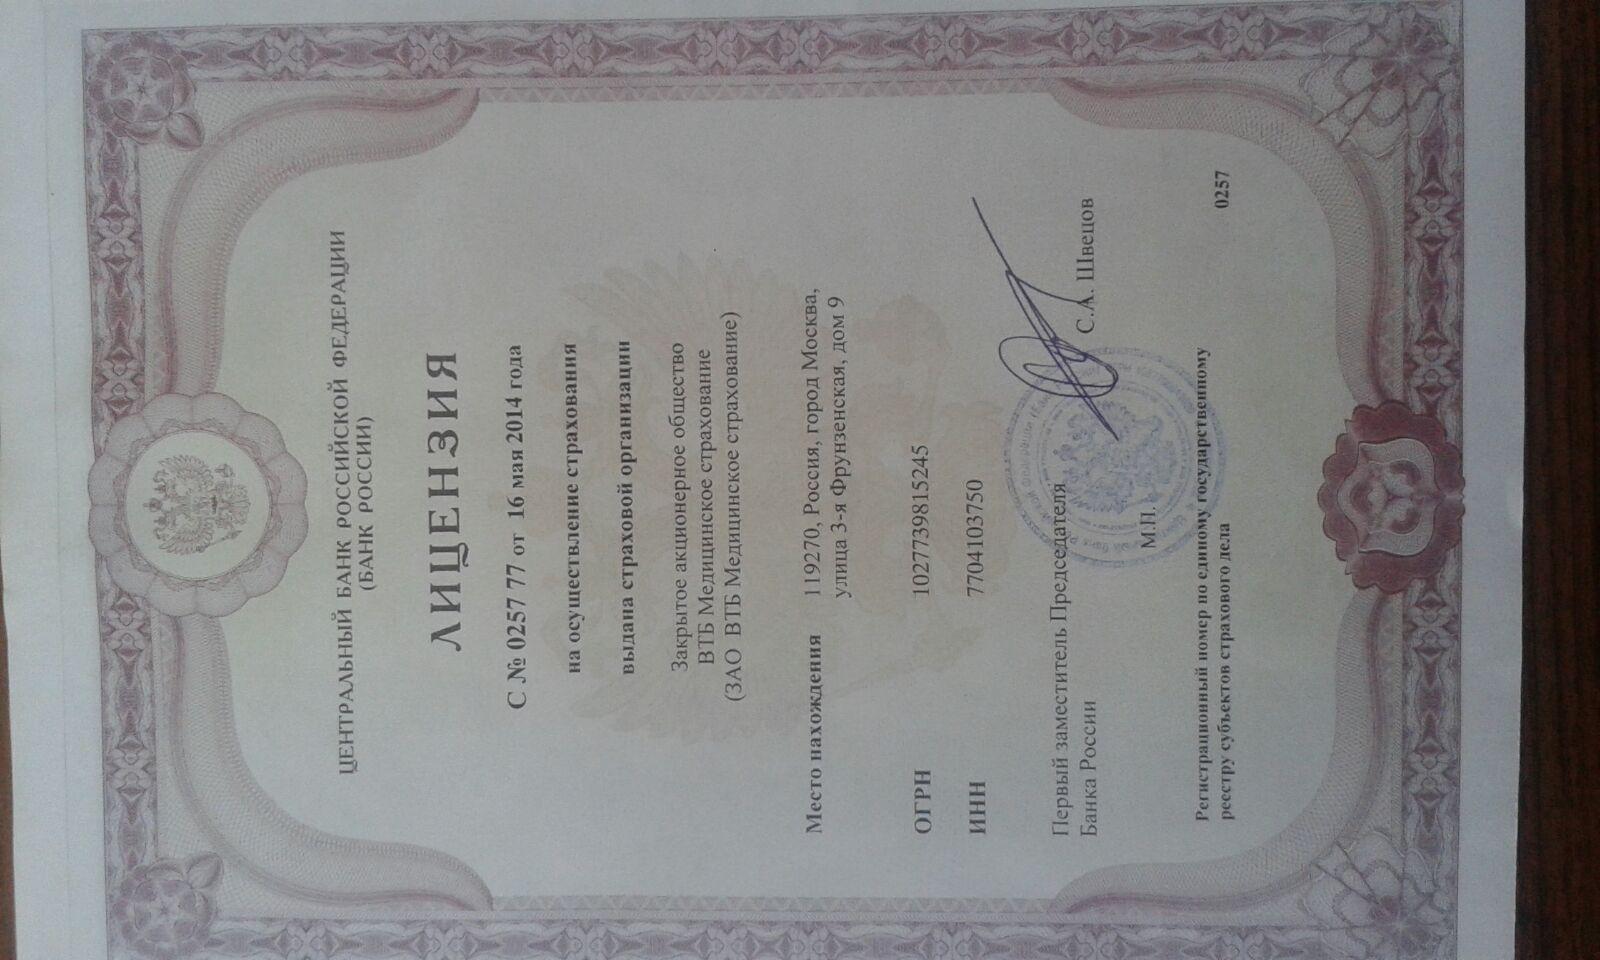 ЦЕНТРАЛЬНЫЙ БАНК РОССИЙСКОЙ ФЕДЕРАЦИИ
(БАНК РОССИИ)
ЛИЦЕНЗИЯ
С № 0257 77 от 16 мая 2014 года
на осуществление страхования
выдана страховой организации
Закрытое акционерное общество
ВТБ Медицинское страхование
(ЗАО ВТБ Медицинское страхование)
Место нахождения 119270, Россия, город Москва,
улица 3-я Фрунзенская, дом 9
ОГРН 1027739815245
ИНН 7704103750
Первый заместитель Председателя
Банка России С.А. Швецов
М.П.
Регистрационный номер по единому государственному
реестру субъектов страхового дела 0257